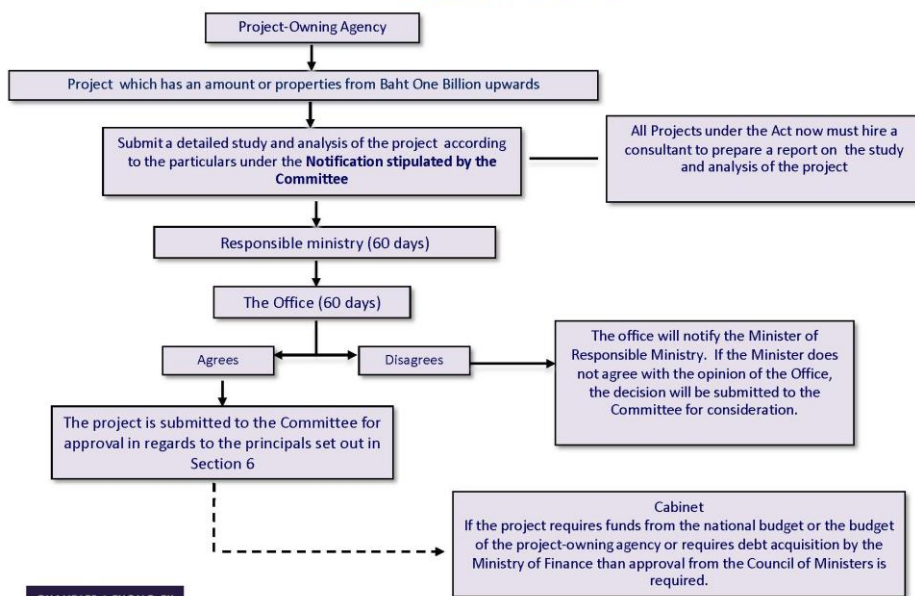 Project-Owning Agency
Project which has an amount or properties from Baht One Billion upwards
Submit a detailed study and analysis of the project according
to the particulars under the Notification stipulated by the
Committee
All Projects under the Act now must hire a
consultant to prepare a report on the study
and analysis of the project
Responsible ministry (60 days)
The Office (60 days)
Agrees
Disagrees
The office will notify the Minister of
Responsible Ministry. If the Minister does
not agree with the opinion of the Office,
the decision will be submitted to the
Committee for consideration.
The project is submitted to the Committee for
approval in regards to the principals set out in
Section 6
Cabinet
If the project requires funds from the national budget or the budget
of the project-owning agency or requires debt acquisition by the
Ministry of Finance than approval from the Council of Ministers is
required.